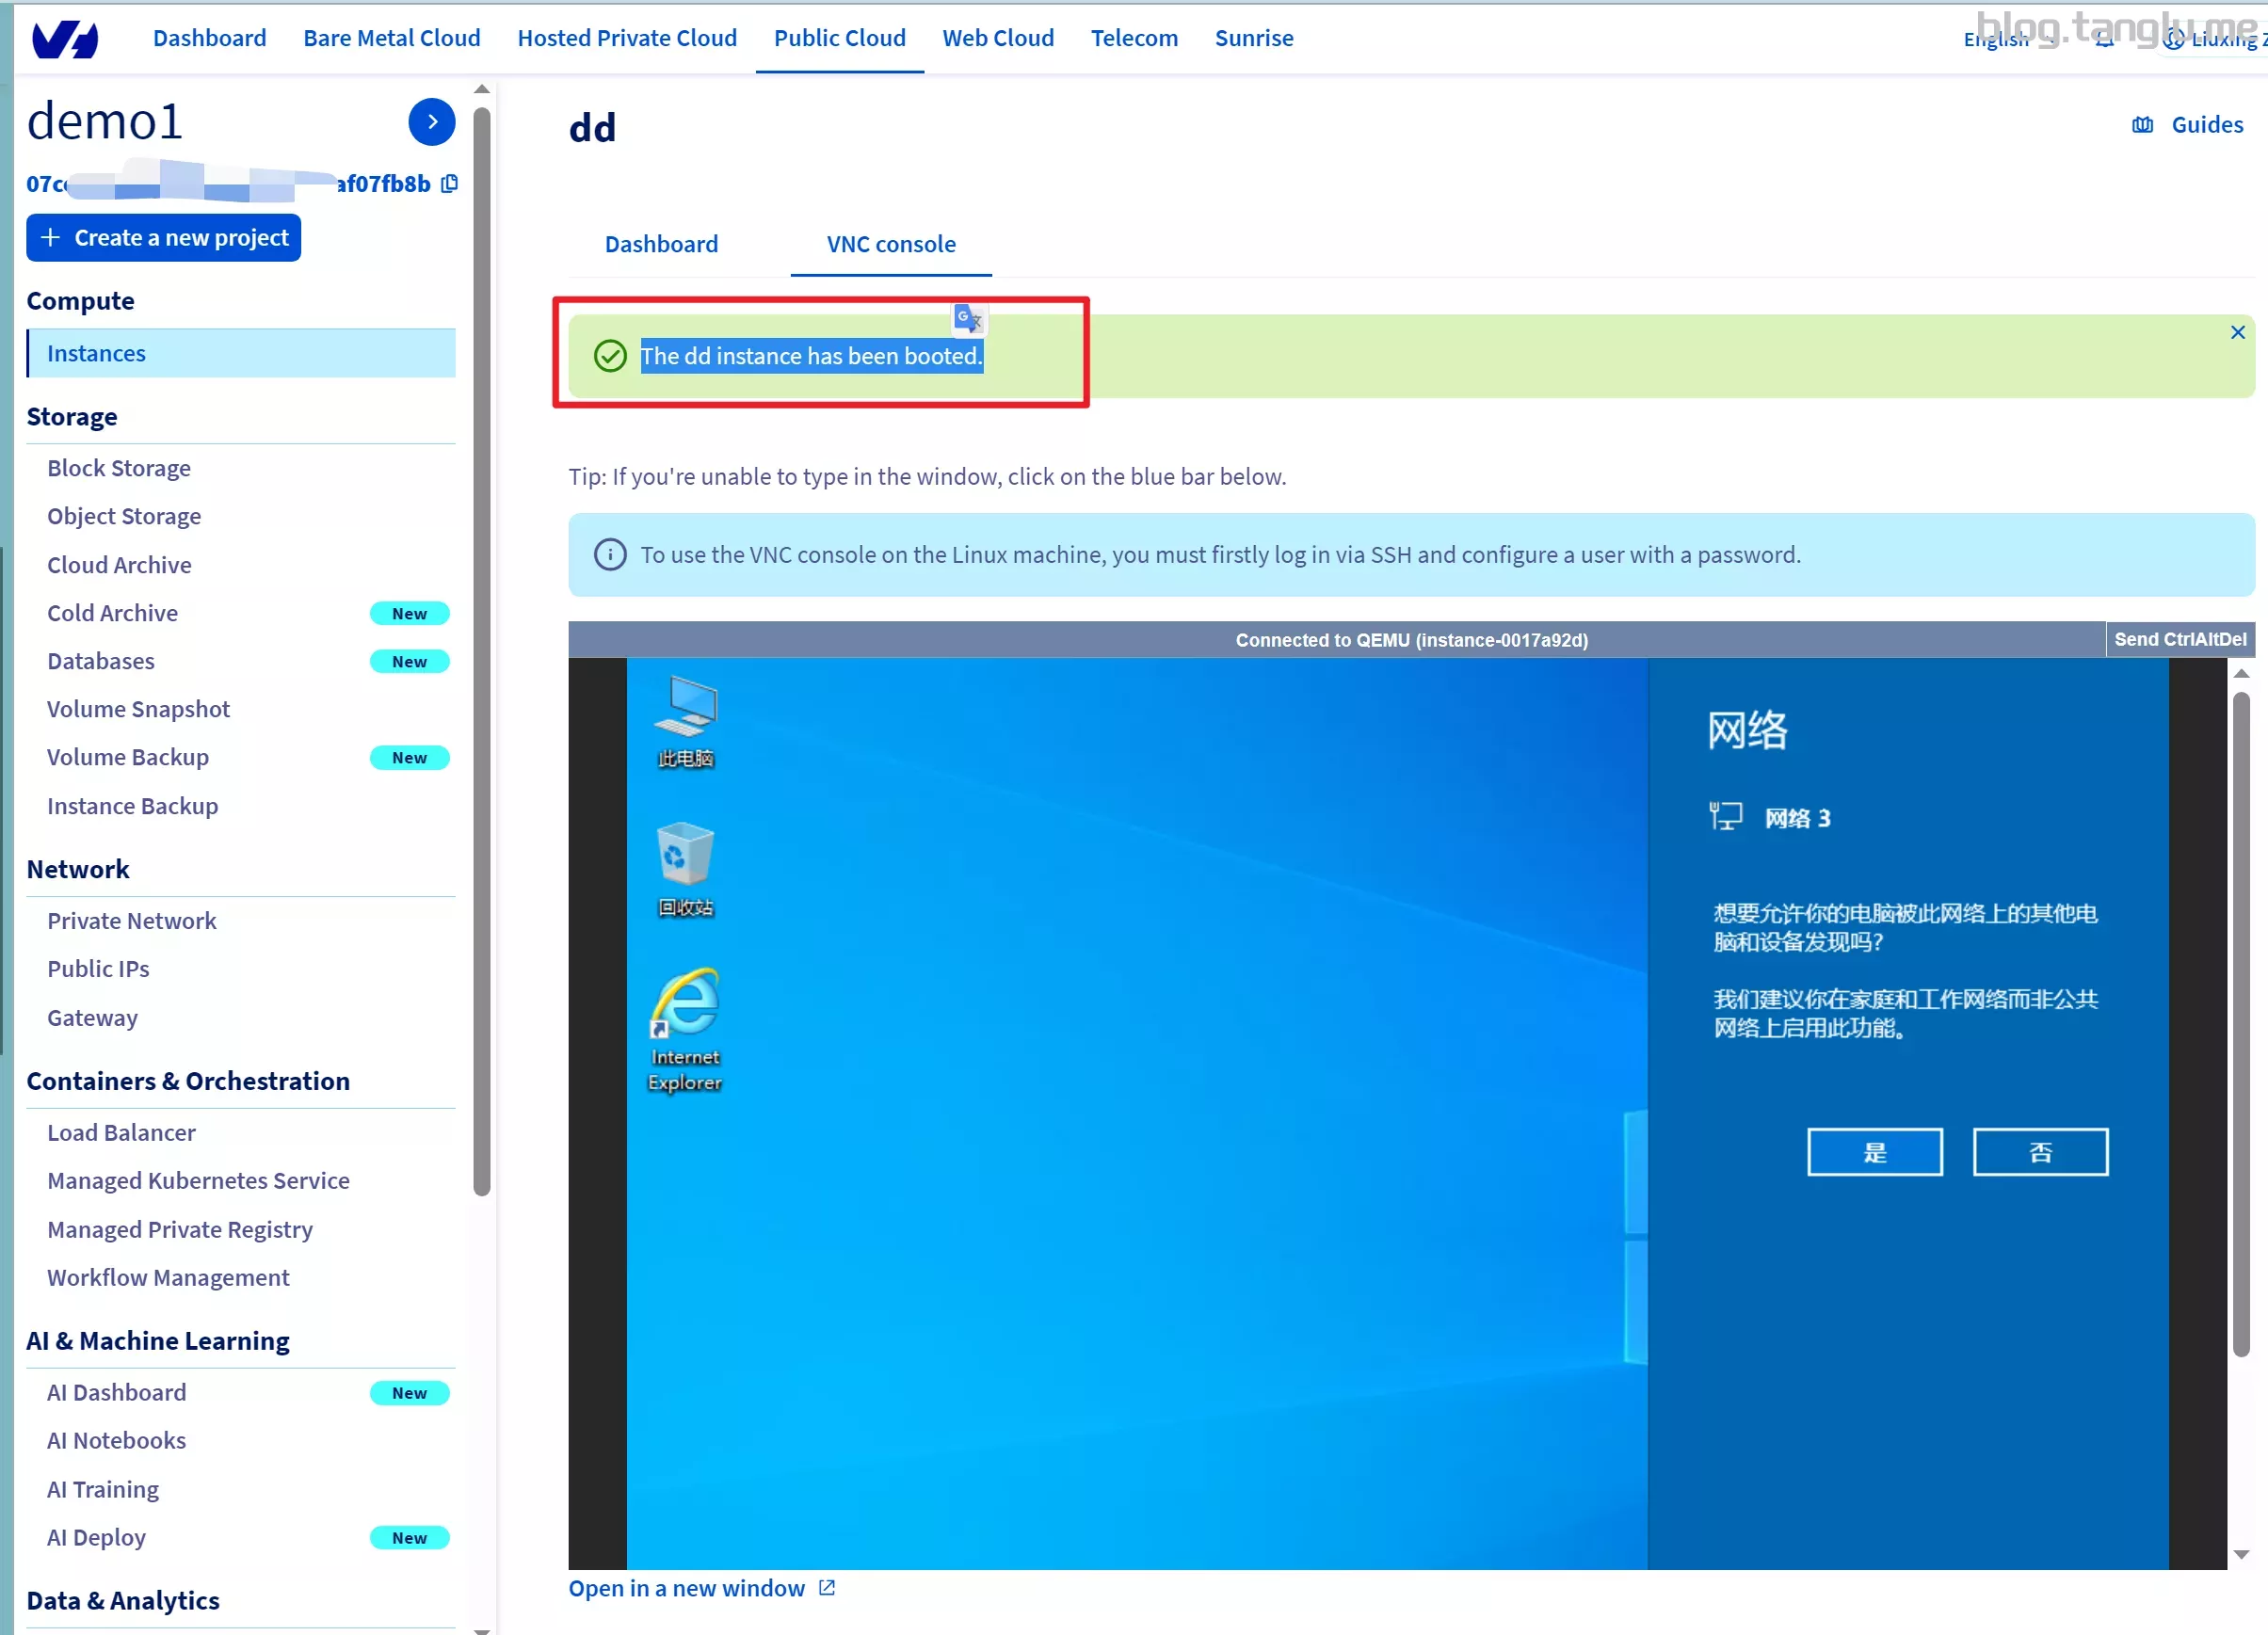 Dashboard Bare Metal Cloud Hosted Private Cloud Public Cloud Web Cloud Telecom Sunrise
English
blog.tanglu.me
Liuxing Z
demo1
07c
af07fb8b
Create a new project
Compute
Instances
Storage
Block Storage
Object Storage
Cloud Archive
Cold Archive New
Databases New
Volume Snapshot
Volume Backup New
Instance Backup
Network
Private Network
Public IPs
Gateway
Containers & Orchestration
Load Balancer
Managed Kubernetes Service
Managed Private Registry
Workflow Management
AI & Machine Learning
AI Dashboard New
AI Notebooks
AI Training
AI Deploy New
Data & Analytics
dd
Guides
Dashboard VNC console
The dd instance has been booted.
Tip: If you're unable to type in the window, click on the blue bar below.
To use the VNC console on the Linux machine, you must firstly log in via SSH and configure a user with a password.
Connected to QEMU (instance-0017a92d)
Send CtrlAltDel
此电脑
回收站
Internet
Explorer
网络
网络 3
想要允许你的电脑被此网络上的其他电
脑和设备发现吗?
我们建议你在家庭和工作网络而非公共
网络上启用此功能。
是 否
Open in a new window